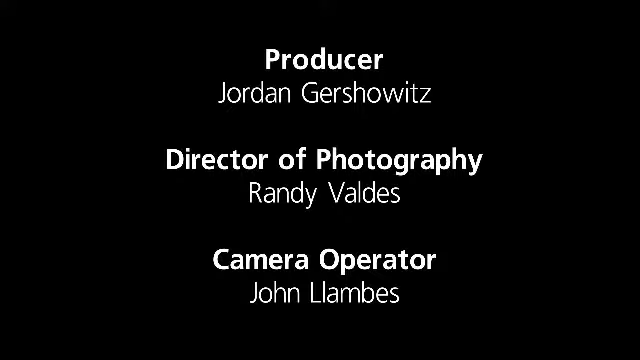 Producer
Jordan Gershowitz
Director of Photography
Randy Valdes
Camera Operator
John Llambes